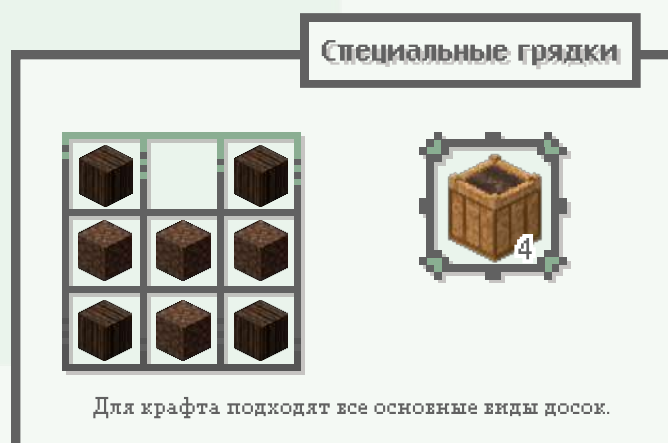 Специальные грядки
4
Для крафта подходят все основные виды досок.